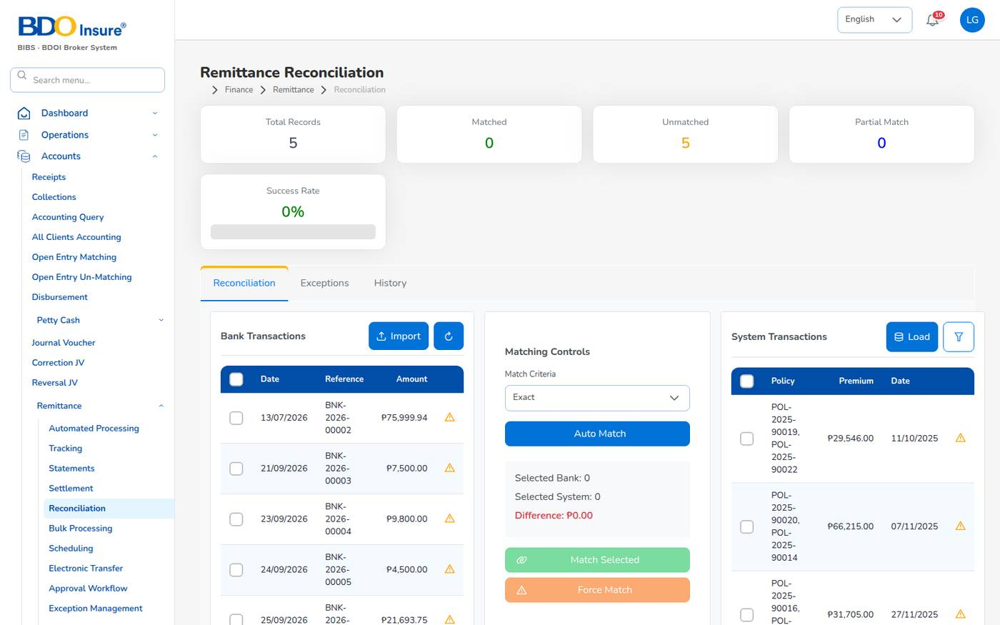 BDO Insure®
BIBS - BDOI Broker System
Search menu...
Dashboard
Operations
Accounts
Receipts
Collections
Accounting Query
All Clients Accounting
Open Entry Matching
Open Entry Un-Matching
Disbursement
Petty Cash
Journal Voucher
Correction JV
Reversal JV
Remittance
Automated Processing
Tracking
Statements
Settlement
Reconciliation
Bulk Processing
Scheduling
Electronic Transfer
Approval Workflow
Exception Management
English
10
LG
Remittance Reconciliation
Finance Remittance Reconciliation
Total Records
5
Matched
0
Unmatched
5
Partial Match
0
Success Rate
0%
Reconciliation Exceptions History
Bank Transactions
Import
Date Reference Amount
13/07/2026 BNK-2026-00002 ₱75,999.94
21/09/2026 BNK-2026-00003 ₱7,500.00
23/09/2026 BNK-2026-00004 ₱9,800.00
24/09/2026 BNK-2026-00005 ₱4,500.00
25/09/2026 BNK-2026- ₱21,693.75
Matching Controls
Match Criteria
Exact
Auto Match
Selected Bank: 0
Selected System: 0
Difference: ₱0.00
Match Selected
Force Match
System Transactions
Load
Policy Premium Date
POL-2025-90019, POL-2025-90022 ₱29,546.00 11/10/2025
POL-2025-90020, POL-2025-90014 ₱66,215.00 07/11/2025
POL-2025-90016, POL- ₱31,705.00 27/11/2025